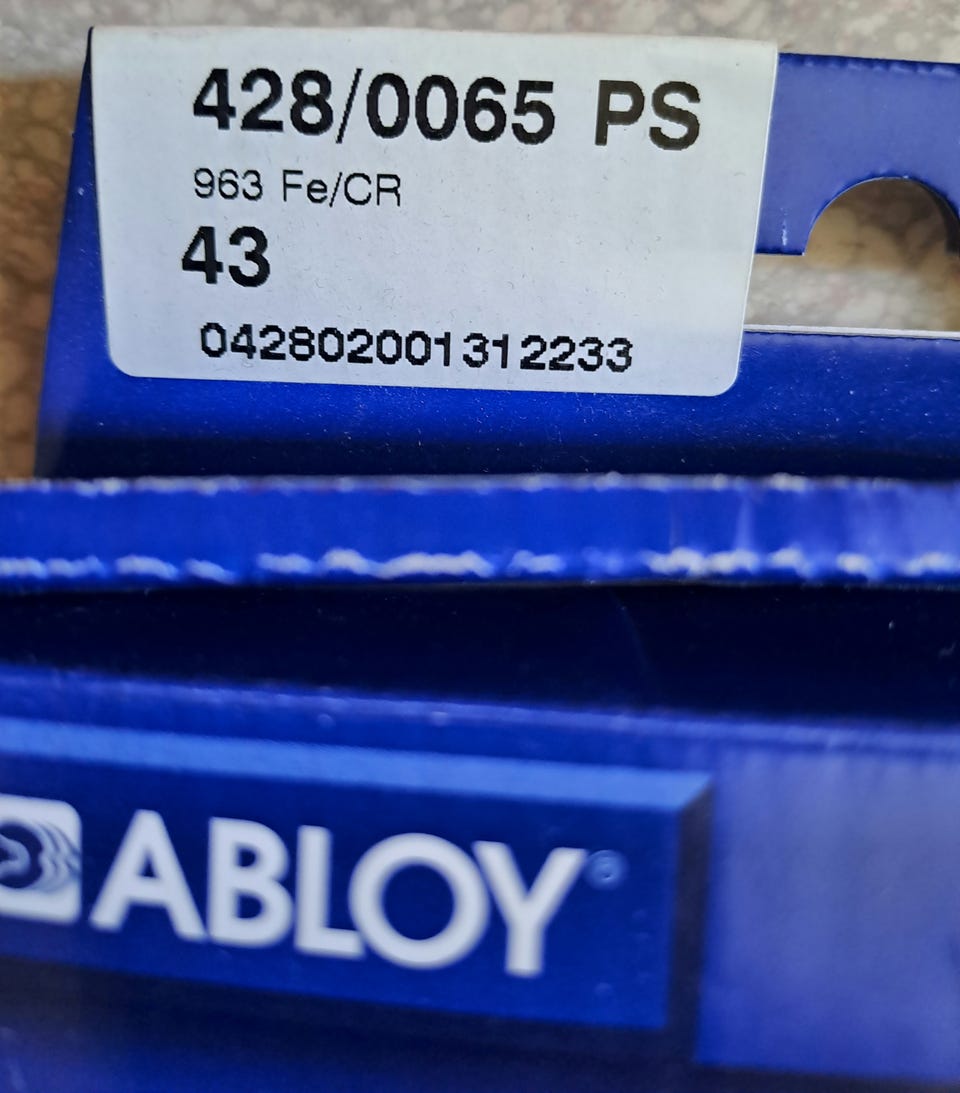 428/0065 PS
963 Fe/CR
43
042802001312233
ABLOY®